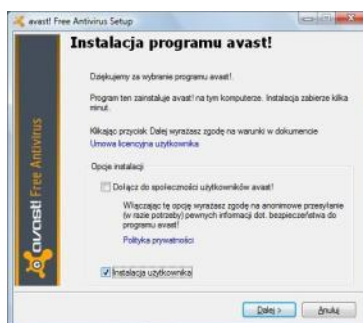 avast! Free Antivirus Setup
Instalacja programu avast!
Dziękujemy za wybranie programu avast!.
Program ten zainstaluje avast! na tym komputerze. Instalacja zabierze kilka
minut.
Klikając przycisk Dalej wyrażasz zgodę na warunki w dokumencie
Umowa licencyjna użytkownika
Opcje instalacji
Dołącz do społeczności użytkowników avast!
Włączając tę opcję wyrażasz zgodę na anonimowe przesyłanie
(w razie potrzeby) pewnych informacji dot. bezpieczeństwa do
programu avast!
Polityka prywatności
Instalacja użytkownika
avast! Free Antivirus
Dalej >
Anuluj